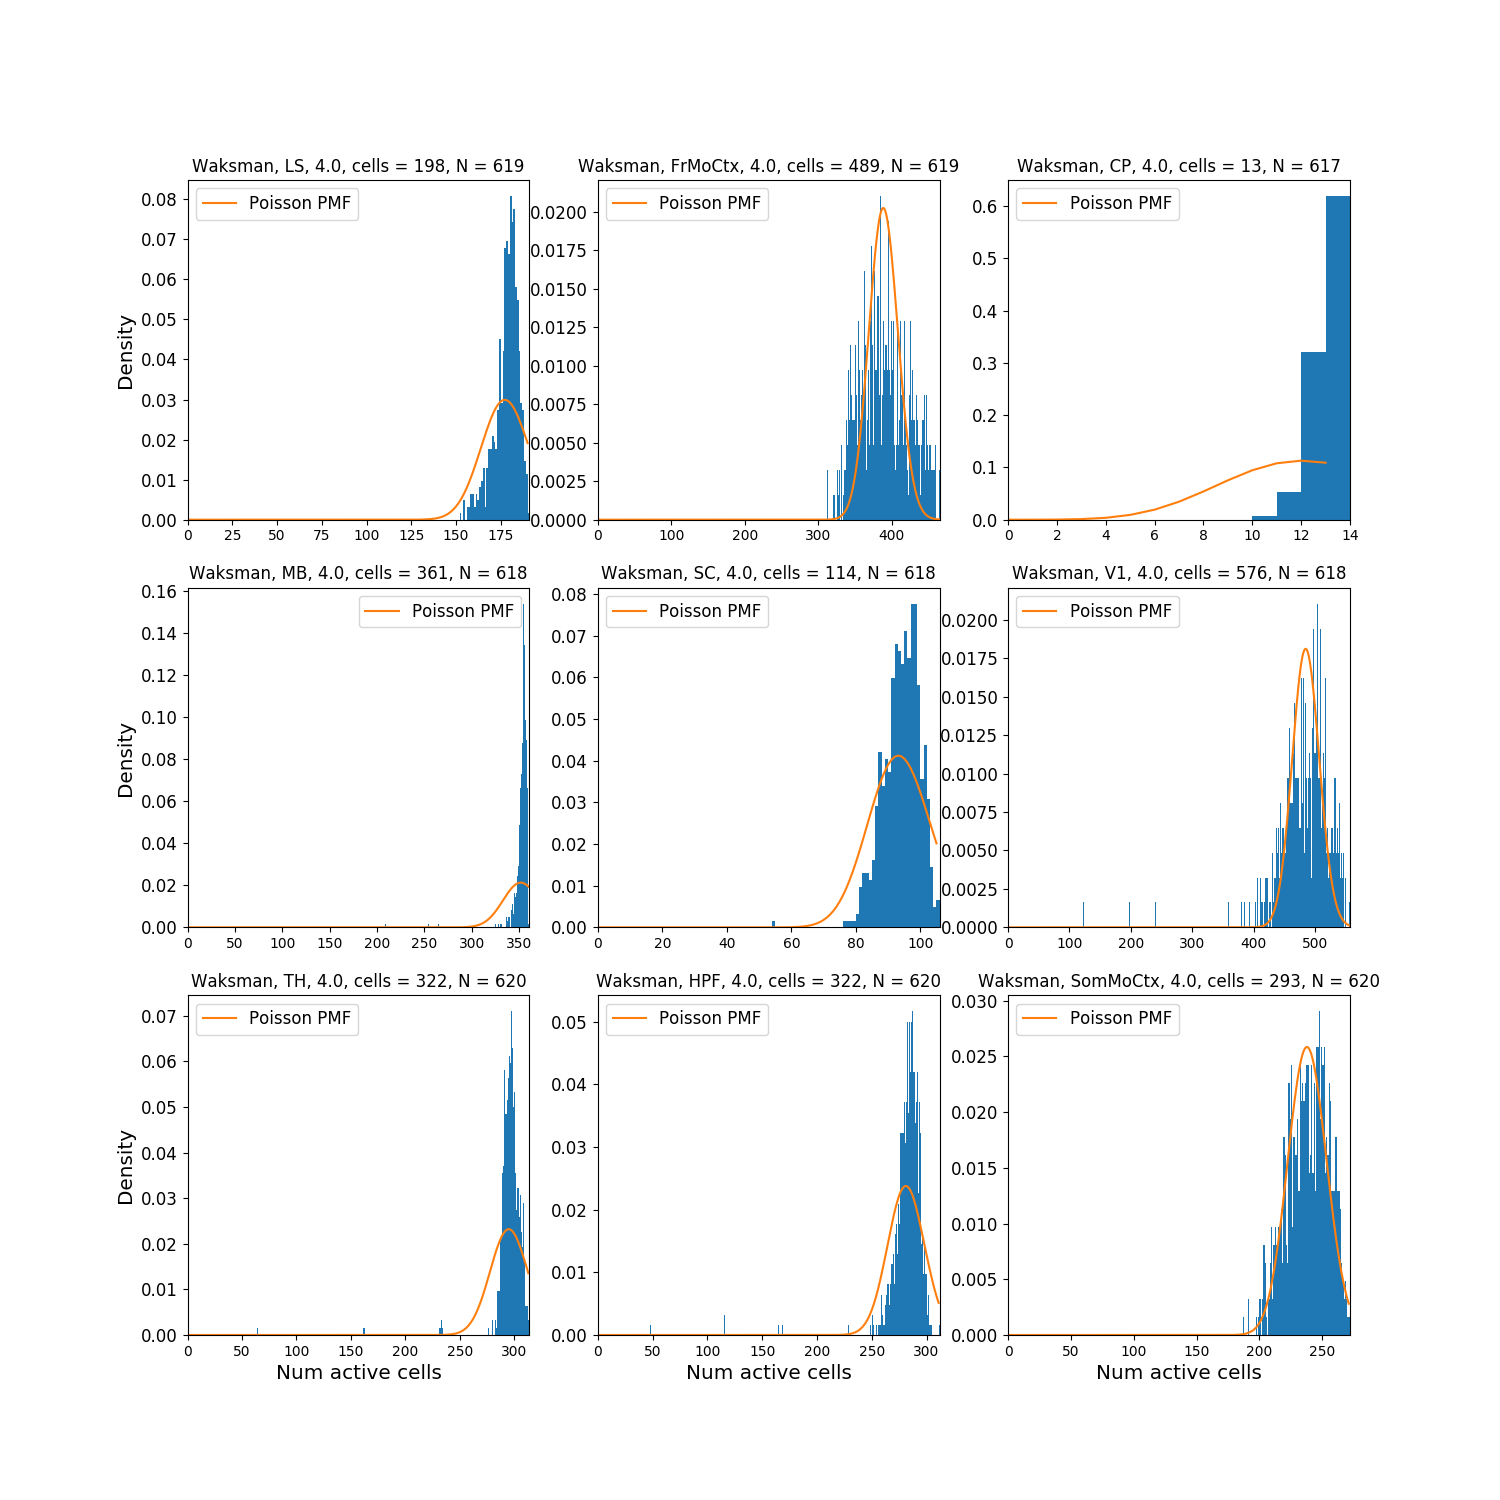 Waksman, LS, 4.0, cells = 198, N = 619
Waksman, FrMoCtx, 4.0, cells = 489, N = 619
Waksman, CP, 4.0, cells = 13, N = 617
Density
0.08
0.07
0.06
0.05
0.04
0.03
0.02
0.01
0.00
Poisson PMF
0 25 50 75 100 125 150 175
0.0200
0.0175
0.0150
0.0125
0.0100
0.0075
0.0050
0.0025
0.0000
Poisson PMF
0 100 200 300 400
0.6
0.5
0.4
0.3
0.2
0.1
0.0
Poisson PMF
0 2 4 6 8 10 12 14
Waksman, MB, 4.0, cells = 361, N = 618
Waksman, SC, 4.0, cells = 114, N = 618
Waksman, V1, 4.0, cells = 576, N = 618
Density
0.16
0.14
0.12
0.10
0.08
0.06
0.04
0.02
0.00
Poisson PMF
0 50 100 150 200 250 300 350
0.08
0.07
0.06
0.05
0.04
0.03
0.02
0.01
0.00
Poisson PMF
0 20 40 60 80 100
0.0200
0.0175
0.0150
0.0125
0.0100
0.0075
0.0050
0.0025
0.0000
Poisson PMF
0 100 200 300 400 500
Waksman, TH, 4.0, cells = 322, N = 620
Waksman, HPF, 4.0, cells = 322, N = 620
Waksman, SomMoCtx, 4.0, cells = 293, N = 620
Density
0.07
0.06
0.05
0.04
0.03
0.02
0.01
0.00
Poisson PMF
0 50 100 150 200 250 300
Num active cells
0.05
0.04
0.03
0.02
0.01
0.00
Poisson PMF
0 50 100 150 200 250 300
Num active cells
0.030
0.025
0.020
0.015
0.010
0.005
0.000
Poisson PMF
0 50 100 150 200 250
Num active cells